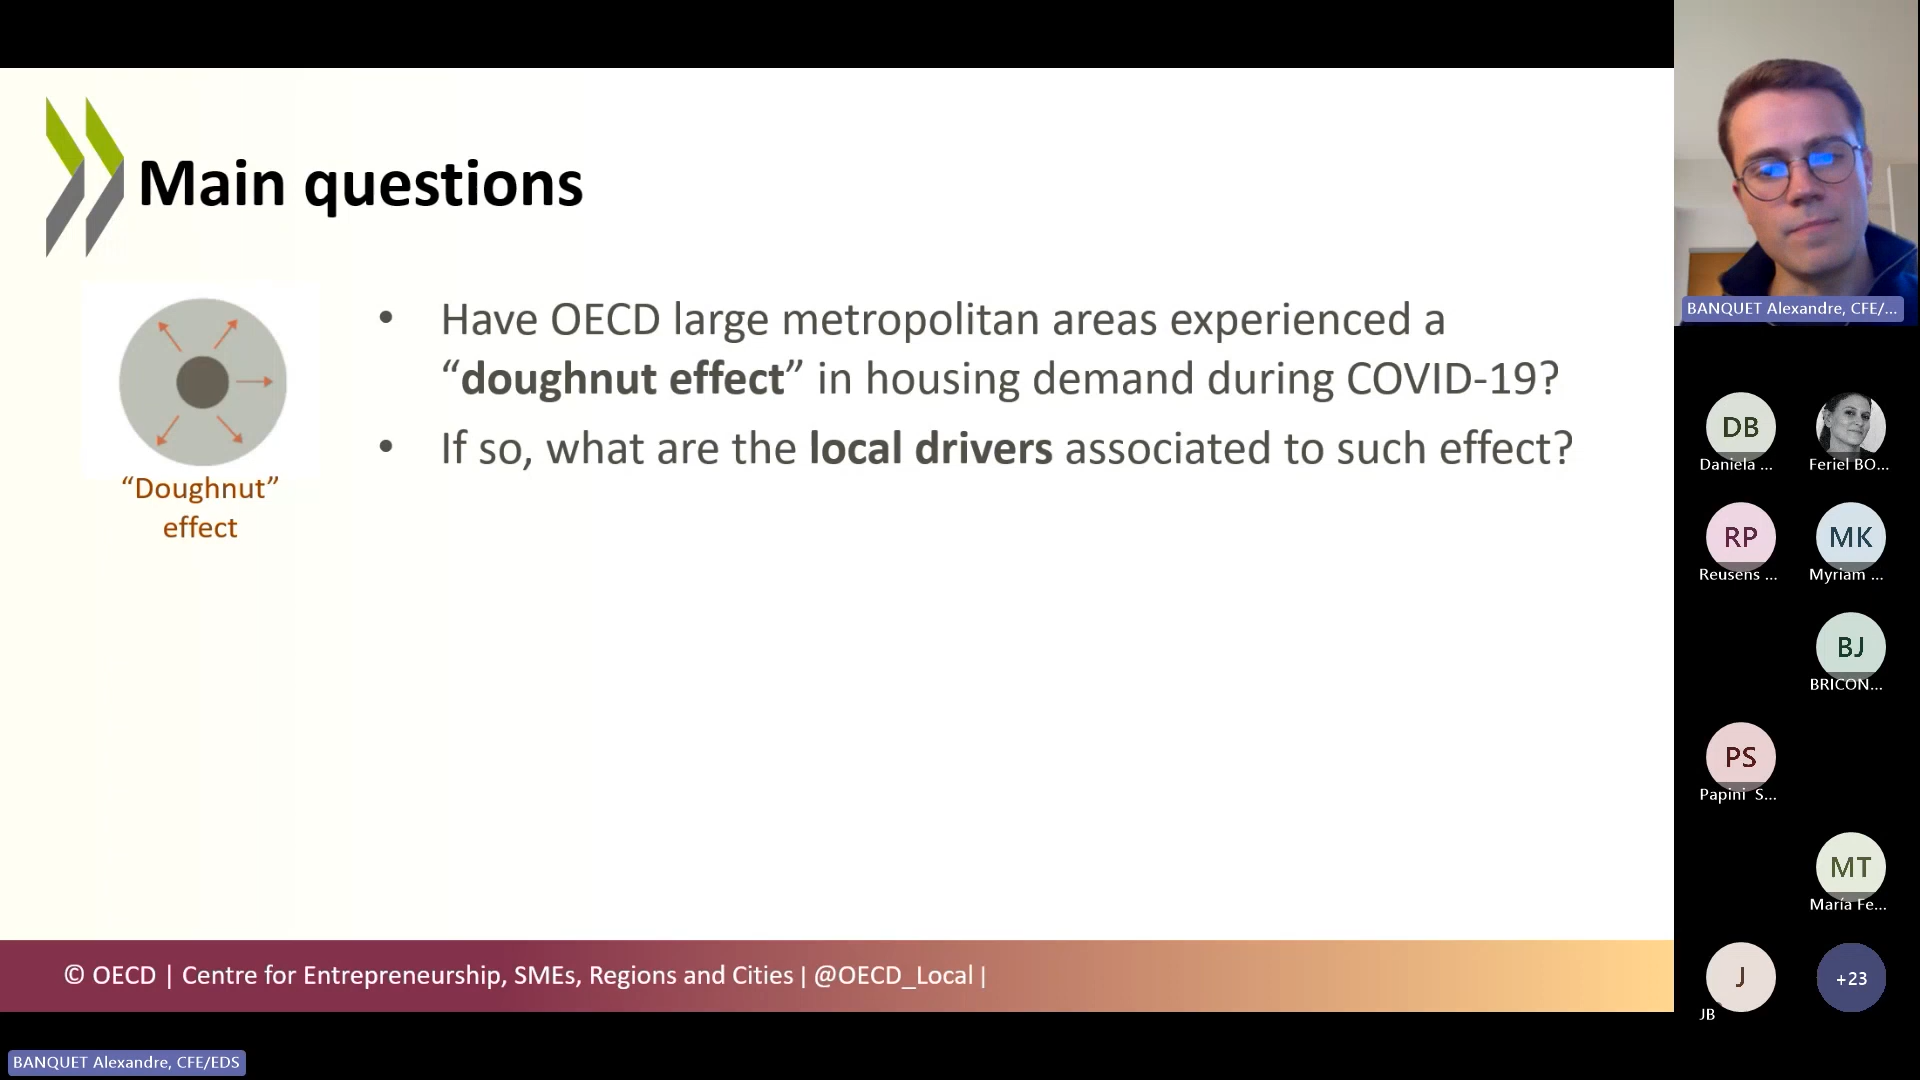 Main questions
• Have OECD large metropolitan areas experienced a
“doughnut effect” in housing demand during COVID-19?
• If so, what are the local drivers associated to such effect?
“Doughnut”
effect
© OECD | Centre for Entrepreneurship, SMEs, Regions and Cities | @OECD_Local |
BANQUET Alexandre, CFE/EDS
BANQUET Alexandre, CFE/...
DB
Daniela ...
Feriel BO...
RP
Reusens ...
MK
Myriam ...
BJ
BRICON...
PS
Papini S...
MT
María Fe...
J
JB
+23